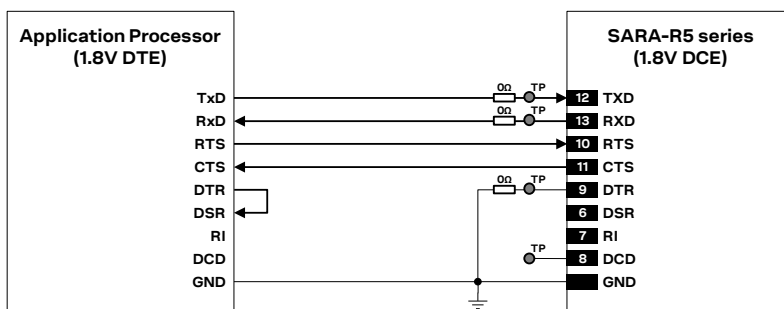 Application Processor
(1.8V DTE)
SARA-R5 series
(1.8V DCE)
TxD 0Ω TP 12 TXD
RxD 0Ω TP 13 RXD
RTS 10 RTS
CTS 11 CTS
DTR 0Ω TP 9 DTR
DSR 6 DSR
RI 7 RI
DCD TP 8 DCD
GND GND